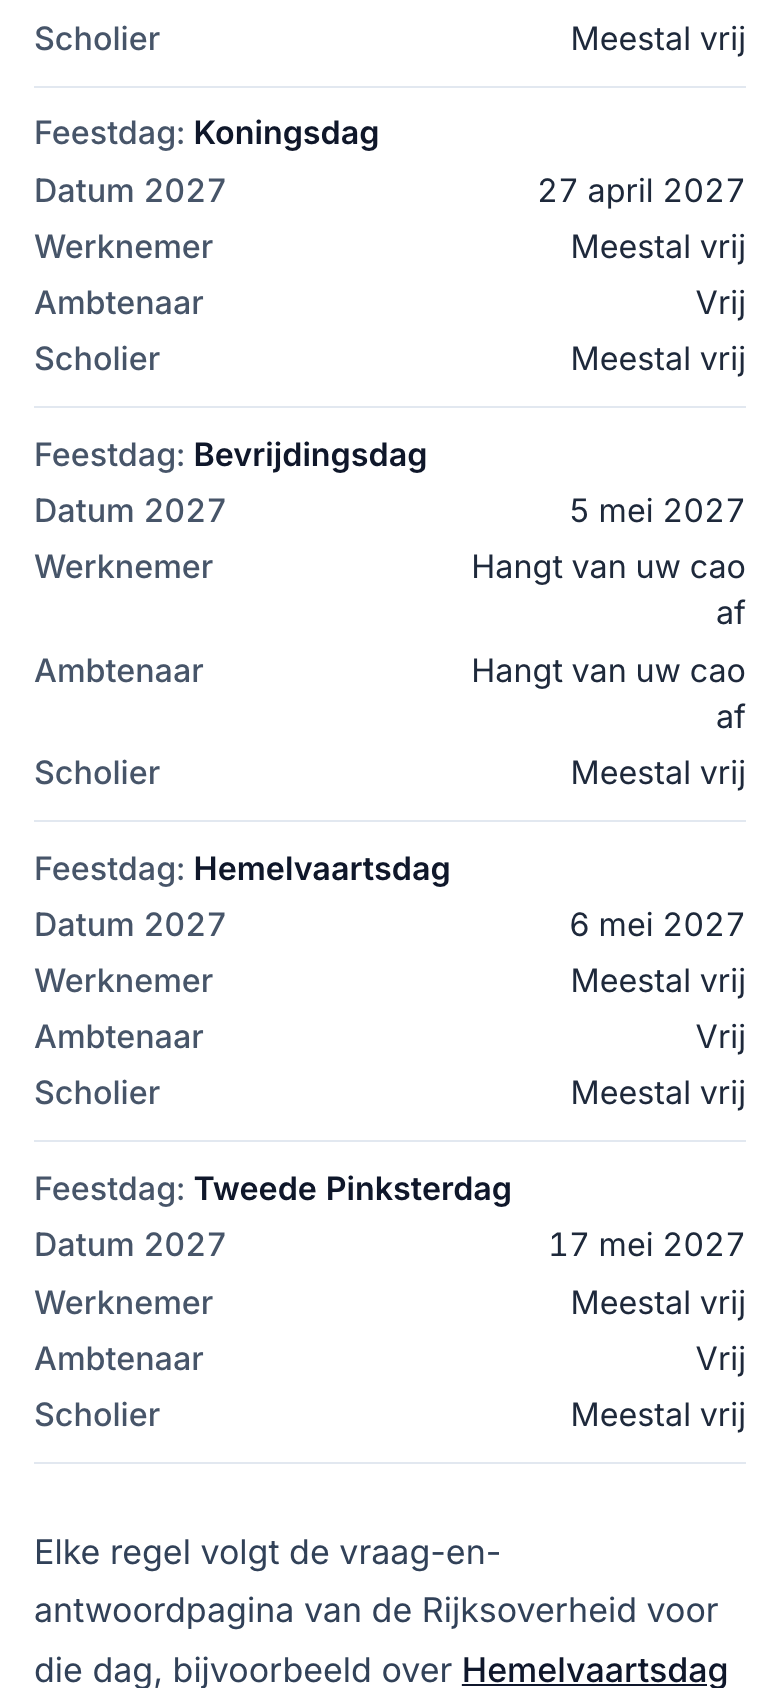 Scholier Meestal vrij
Feestdag: Koningsdag
Datum 2027 27 april 2027
Werknemer Meestal vrij
Ambtenaar Vrij
Scholier Meestal vrij
Feestdag: Bevrijdingsdag
Datum 2027 5 mei 2027
Werknemer Hangt van uw cao
af
Ambtenaar Hangt van uw cao
af
Scholier Meestal vrij
Feestdag: Hemelvaartsdag
Datum 2027 6 mei 2027
Werknemer Meestal vrij
Ambtenaar Vrij
Scholier Meestal vrij
Feestdag: Tweede Pinksterdag
Datum 2027 17 mei 2027
Werknemer Meestal vrij
Ambtenaar Vrij
Scholier Meestal vrij
Elke regel volgt de vraag-en-
antwoordpagina van de Rijksoverheid voor
die dag, bijvoorbeeld over Hemelvaartsdag